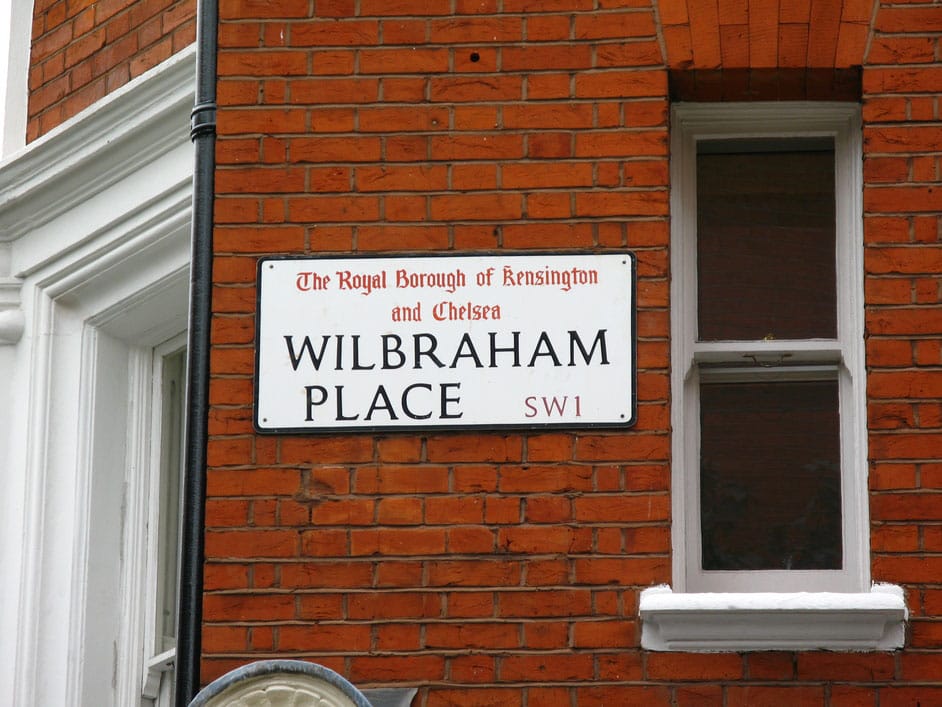 The Royal Borough of Kensington
and Chelsea
WILBRAHAM
PLACE SW1